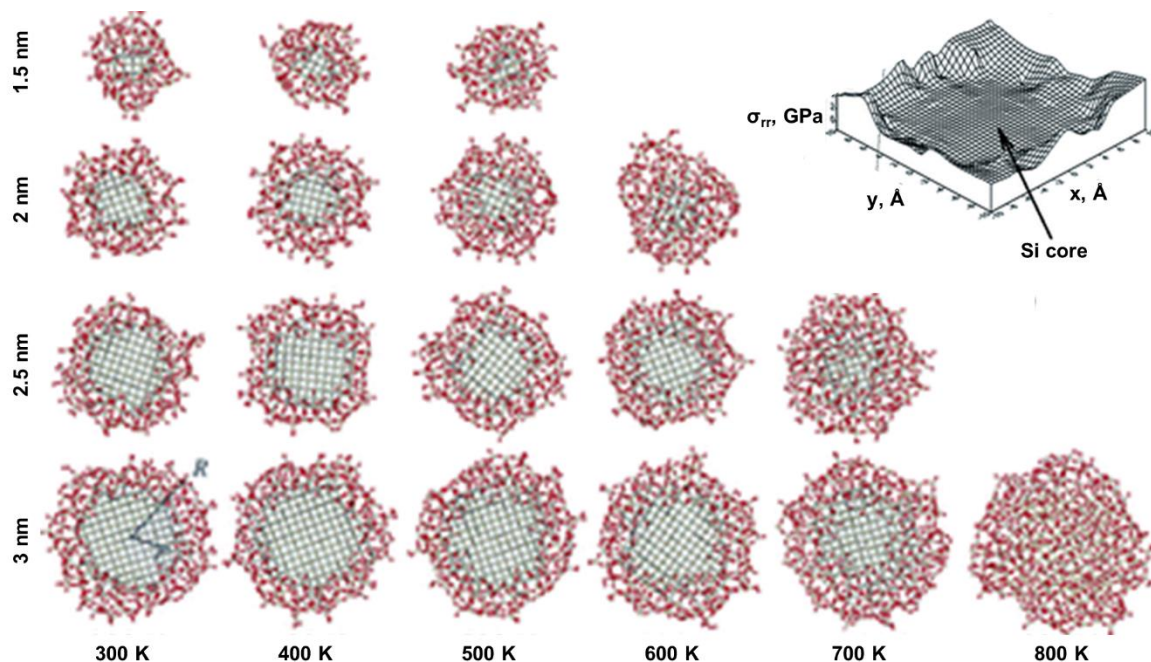 1.5 nm
σrr, GPa
y, Å
x, Å
Si core
2 nm
2.5 nm
3 nm
R
300 K
400 K
500 K
600 K
700 K
800 K